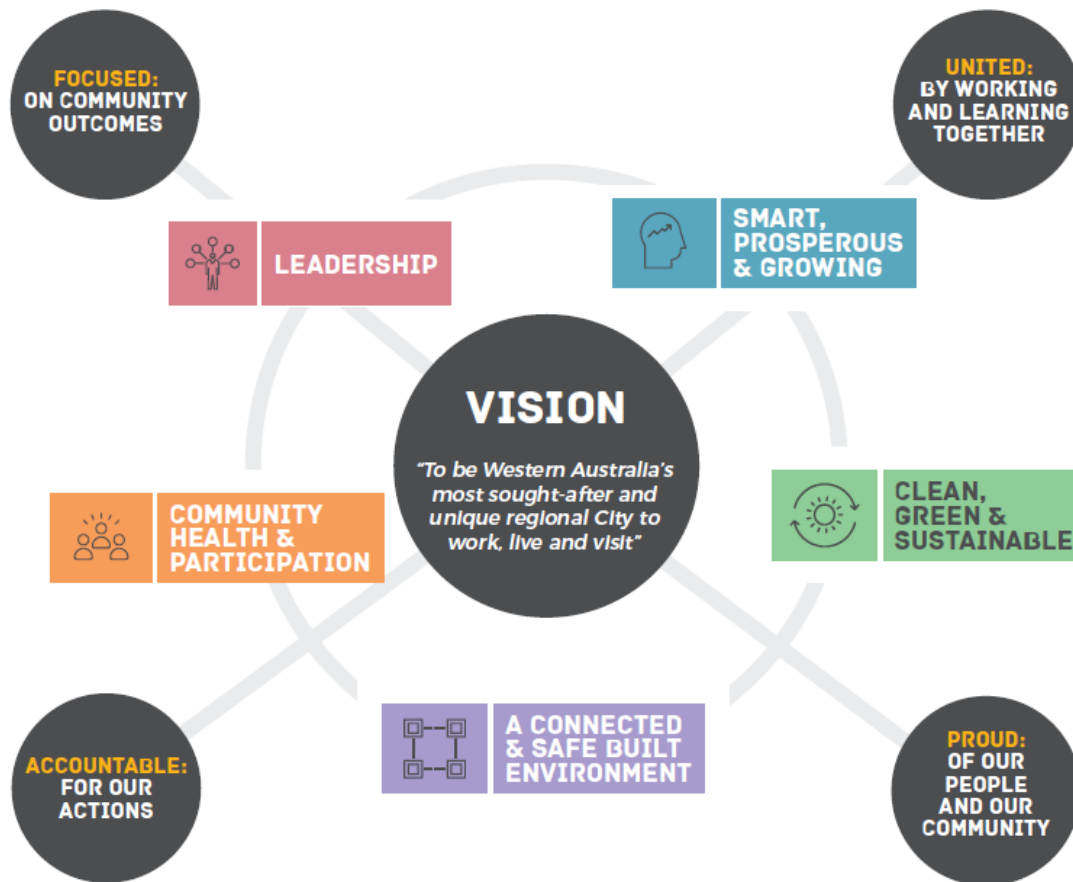 FOCUSED:
ON COMMUNITY
OUTCOMES
UNITED:
BY WORKING
AND LEARNING
TOGETHER
LEADERSHIP
SMART,
PROSPEROUS
& GROWING
VISION
"To be Western Australia's
most sought-after and
unique regional City to
work, live and visit"
COMMUNITY
HEALTH &
PARTICIPATION
CLEAN,
GREEN &
SUSTAINABLE
A CONNECTED
& SAFE BUILT
ENVIRONMENT
ACCOUNTABLE:
FOR OUR
ACTIONS
PROUD:
OF OUR
PEOPLE
AND OUR
COMMUNITY